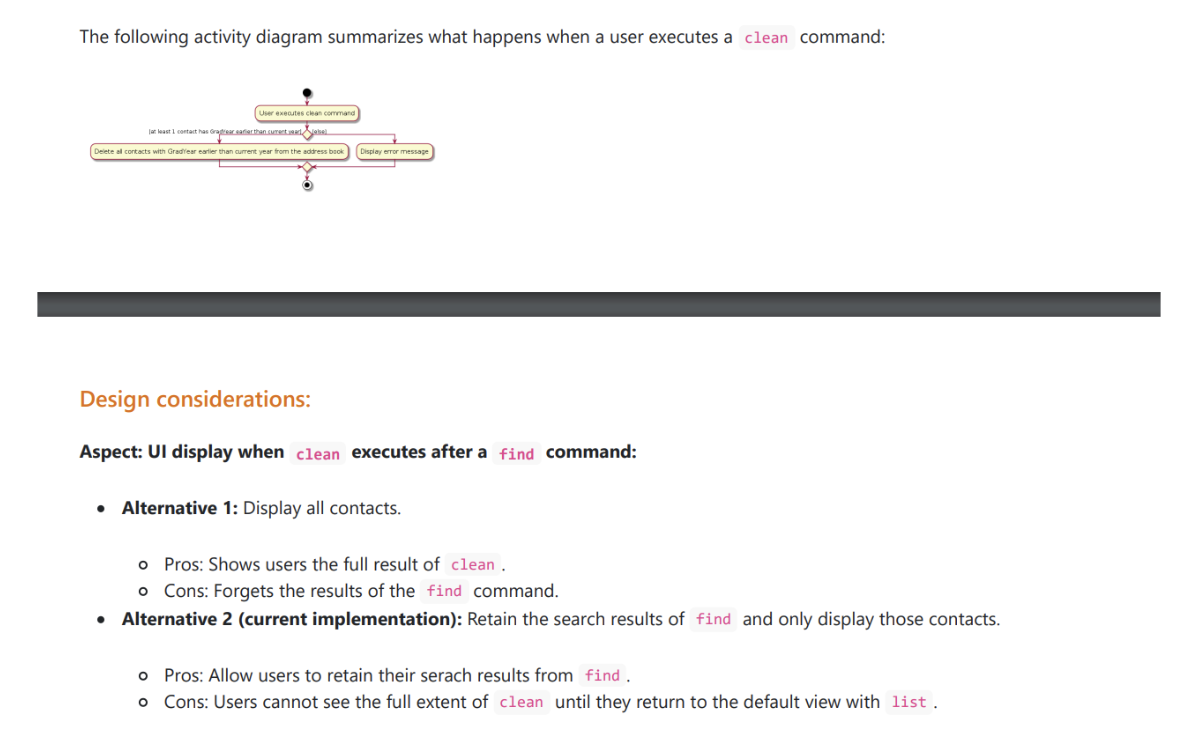 The following activity diagram summarizes what happens when a user executes a clean command:
User executes clean command
[at least 1 contact has GradYear earlier than current year] [else]
Delete all contacts with GradYear earlier than current year from the address book
Display error message
Design considerations:
Aspect: UI display when clean executes after a find command:
• Alternative 1: Display all contacts.
Pros: Shows users the full result of clean .
Cons: Forgets the results of the find command.
• Alternative 2 (current implementation): Retain the search results of find and only display those contacts.
Pros: Allow users to retain their serach results from find .
Cons: Users cannot see the full extent of clean until they return to the default view with list .